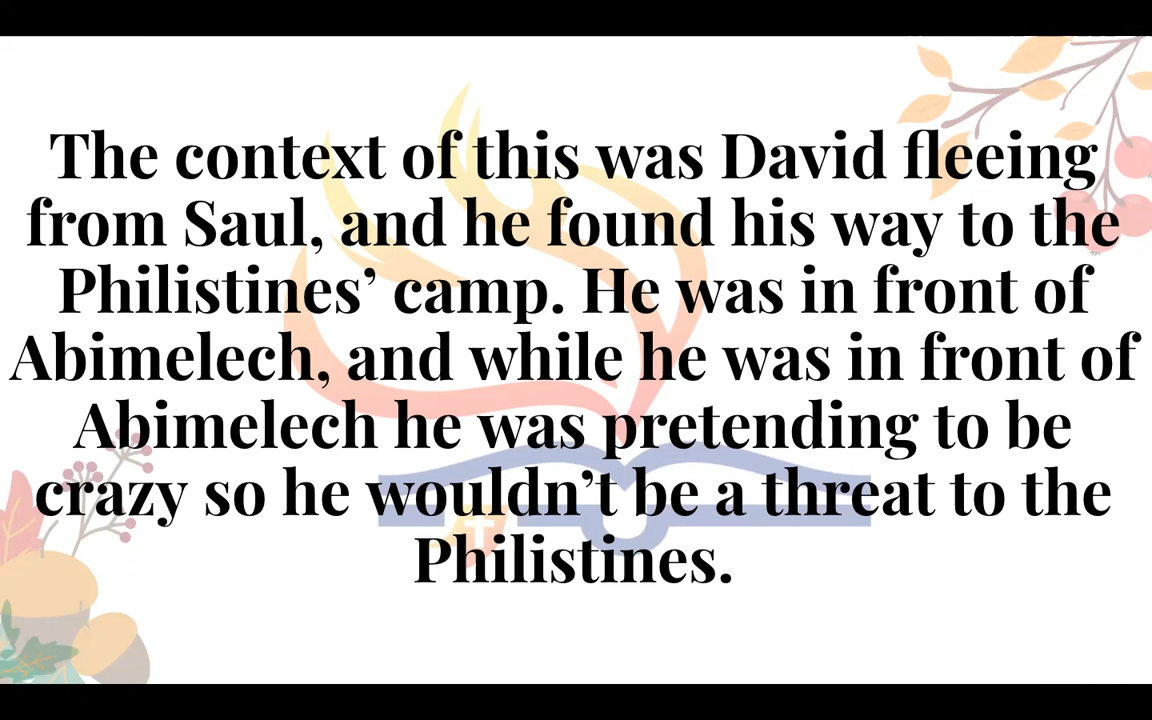 The context of this was David fleeing
from Saul, and he found his way to the
Philistines’ camp. He was in front of
Abimelech, and while he was in front of
Abimelech he was pretending to be
crazy so he wouldn’t be a threat to the
Philistines.